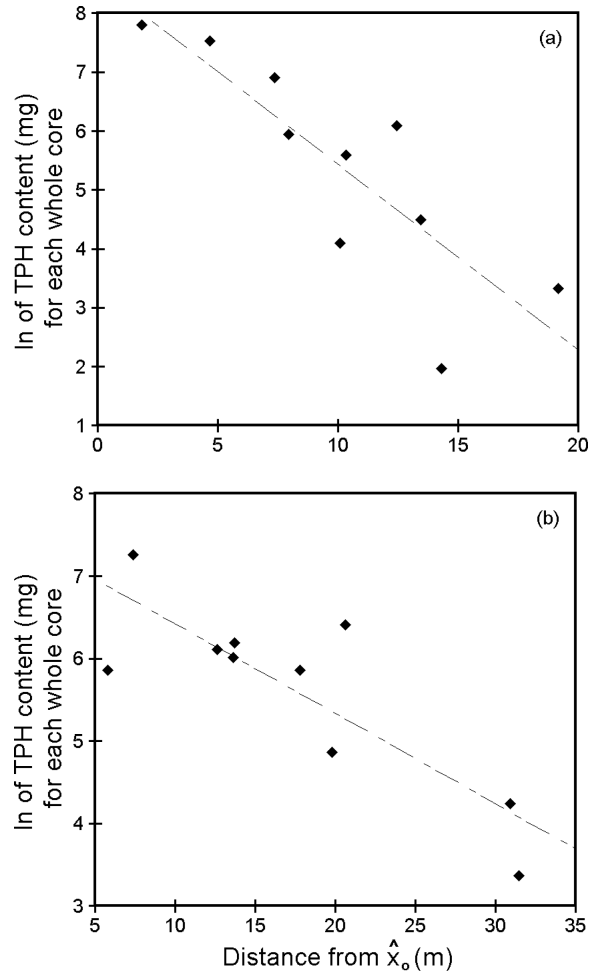 8
(a)
7
6
5
4
3
2
1
ln of TPH content (mg)
for each whole core
0 5 10 15 20
8
(b)
7
6
5
4
3
ln of TPH content (mg)
for each whole core
5 10 15 20 25 30 35
Distance from x̂ₒ (m)